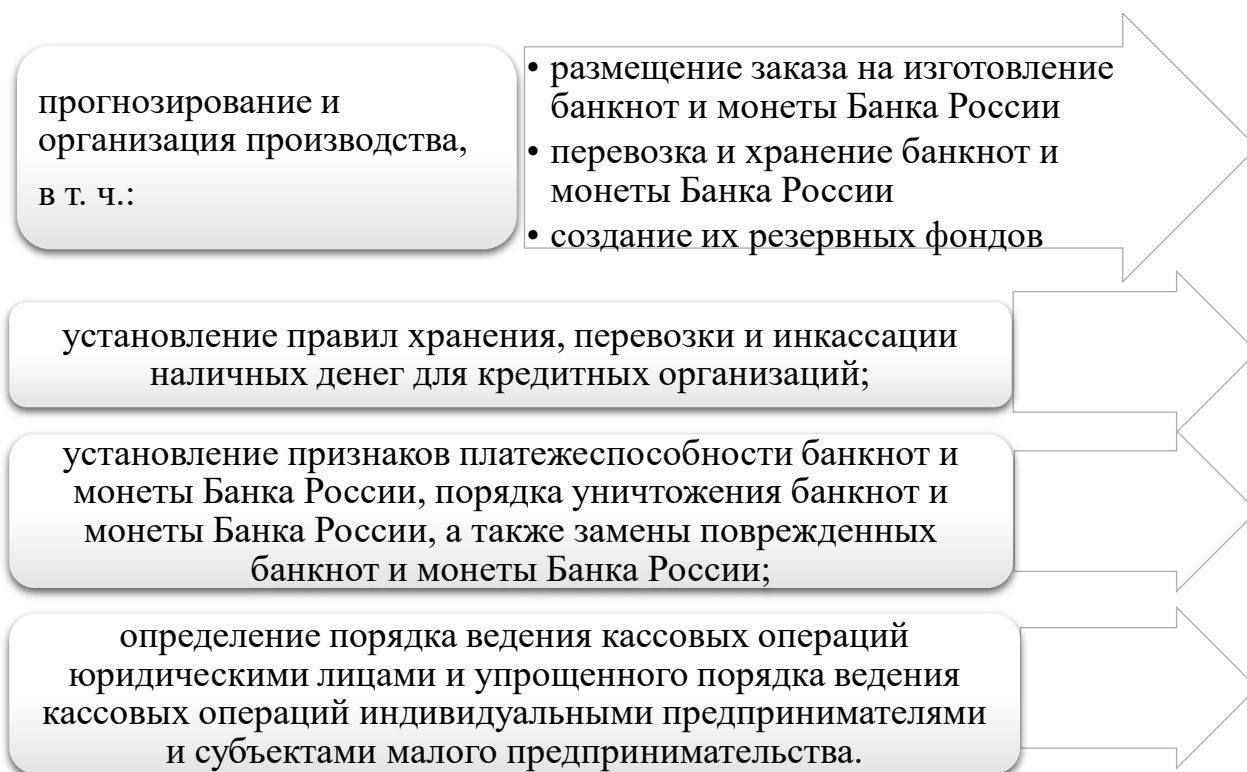 прогнозирование и
организация производства,
в т. ч.:
• размещение заказа на изготовление
банкнот и монеты Банка России
• перевозка и хранение банкнот и
монеты Банка России
• создание их резервных фондов
установление правил хранения, перевозки и инкассации
наличных денег для кредитных организаций;
установление признаков платежеспособности банкнот и
монеты Банка России, порядка уничтожения банкнот и
монеты Банка России, а также замены поврежденных
банкнот и монеты Банка России;
определение порядка ведения кассовых операций
юридическими лицами и упрощенного порядка ведения
кассовых операций индивидуальными предпринимателями
и субъектами малого предпринимательства.